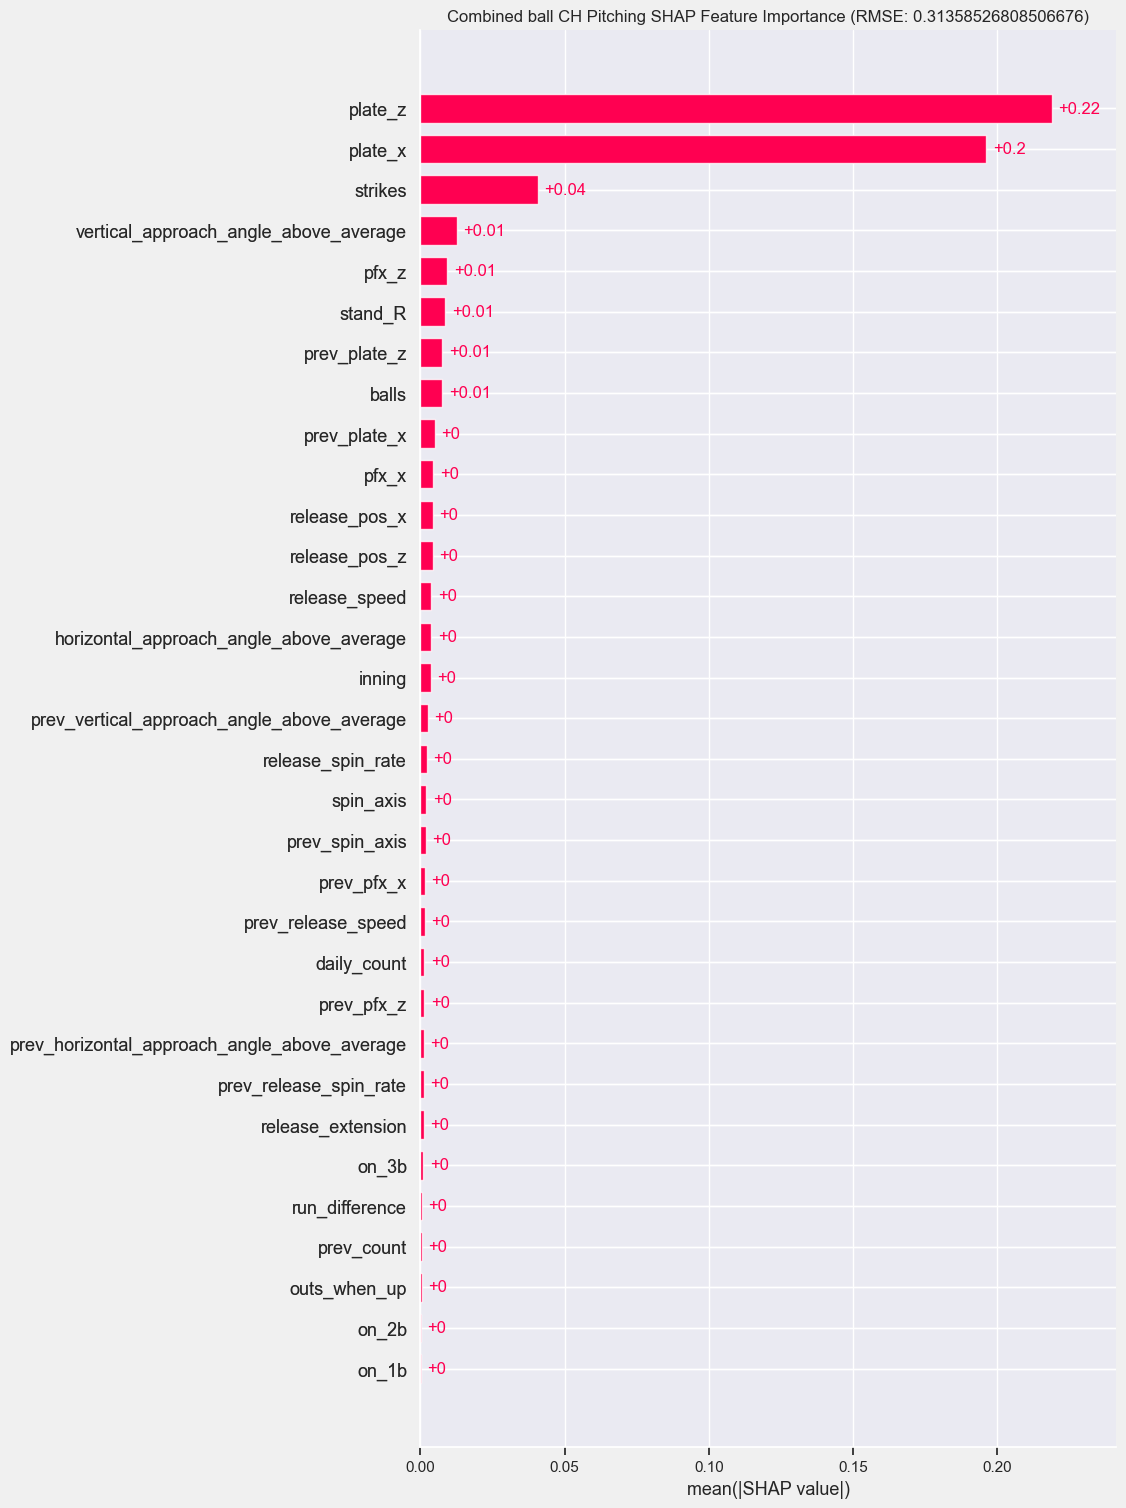 Combined ball CH Pitching SHAP Feature Importance (RMSE: 0.31358526808506676)
plate_z +0.22
plate_x +0.2
strikes +0.04
vertical_approach_angle_above_average +0.01
pfx_z +0.01
stand_R +0.01
prev_plate_z +0.01
balls +0.01
prev_plate_x +0
pfx_x +0
release_pos_x +0
release_pos_z +0
release_speed +0
horizontal_approach_angle_above_average +0
inning +0
prev_vertical_approach_angle_above_average +0
release_spin_rate +0
spin_axis +0
prev_spin_axis +0
prev_pfx_x +0
prev_release_speed +0
daily_count +0
prev_pfx_z +0
prev_horizontal_approach_angle_above_average +0
prev_release_spin_rate +0
release_extension +0
on_3b +0
run_difference +0
prev_count +0
outs_when_up +0
on_2b +0
on_1b +0
0.00 0.05 0.10 0.15 0.20
mean(|SHAP value|)